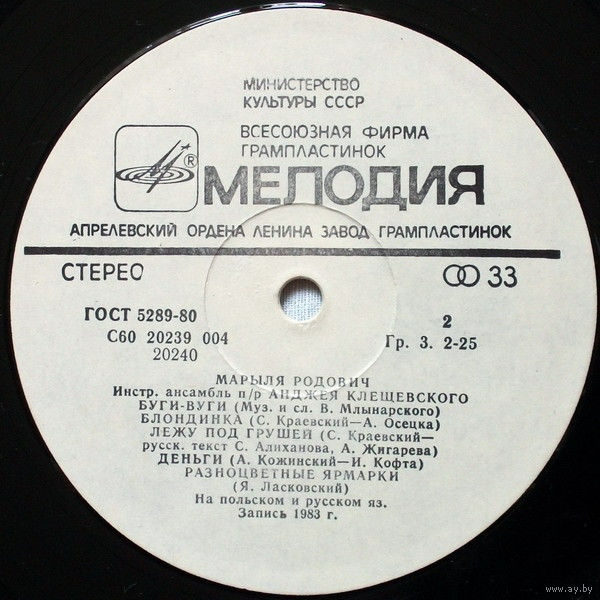 МИНИСТЕРСТВО
КУЛЬТУРЫ СССР
ВСЕСОЮЗНАЯ ФИРМА
ГРАМПЛАСТИНОК
® МЕЛОДИЯ
АПРЕЛЕВСКИЙ ОРДЕНА ЛЕНИНА ЗАВОД ГРАМПЛАСТИНОК
СТЕРЕО 33
ГОСТ 5289-80 2
С60 20239 004 Гр. 3. 2-25
20240
МАРЫЛЯ РОДОВИЧ
Инстр. ансамбль п/р АНДЖЕЯ КЛЕЩЕВСКОГО
БУГИ-ВУГИ (Муз. и сл. В. Млынарского)
БЛОНДИНКА (С. Краевский—А. Осецка)
ЛЕЖУ ПОД ГРУШЕЙ (С. Краевский—
русск. текст С. Алиханова, А. Жигарева)
ДЕНЬГИ (А. Кожинский—И. Кофта)
РАЗНОЦВЕТНЫЕ ЯРМАРКИ
(Я. Ласковский)
На польском и русском яз.
Запись 1983 г.
www.ay.by